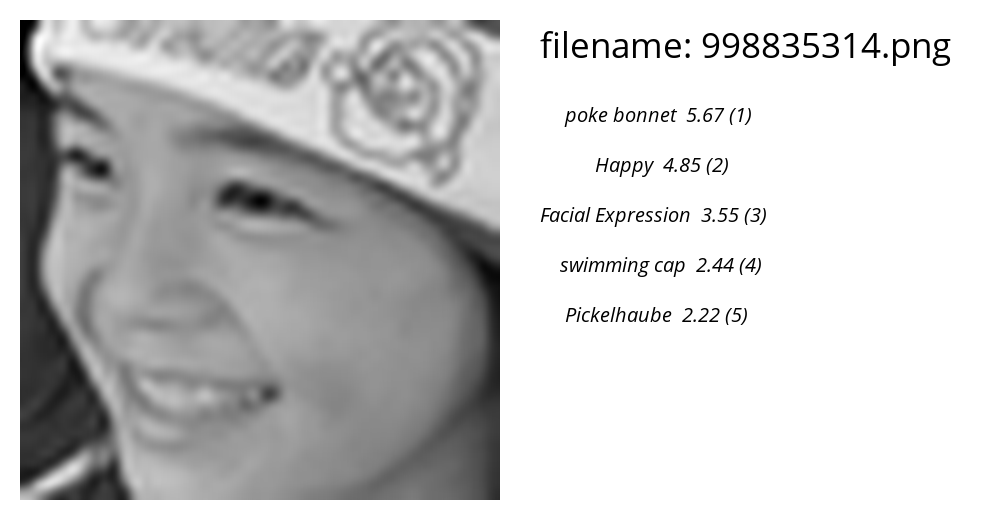 filename: 998835314.png
poke bonnet 5.67 (1)
Happy 4.85 (2)
Facial Expression 3.55 (3)
swimming cap 2.44 (4)
Pickelhaube 2.22 (5)